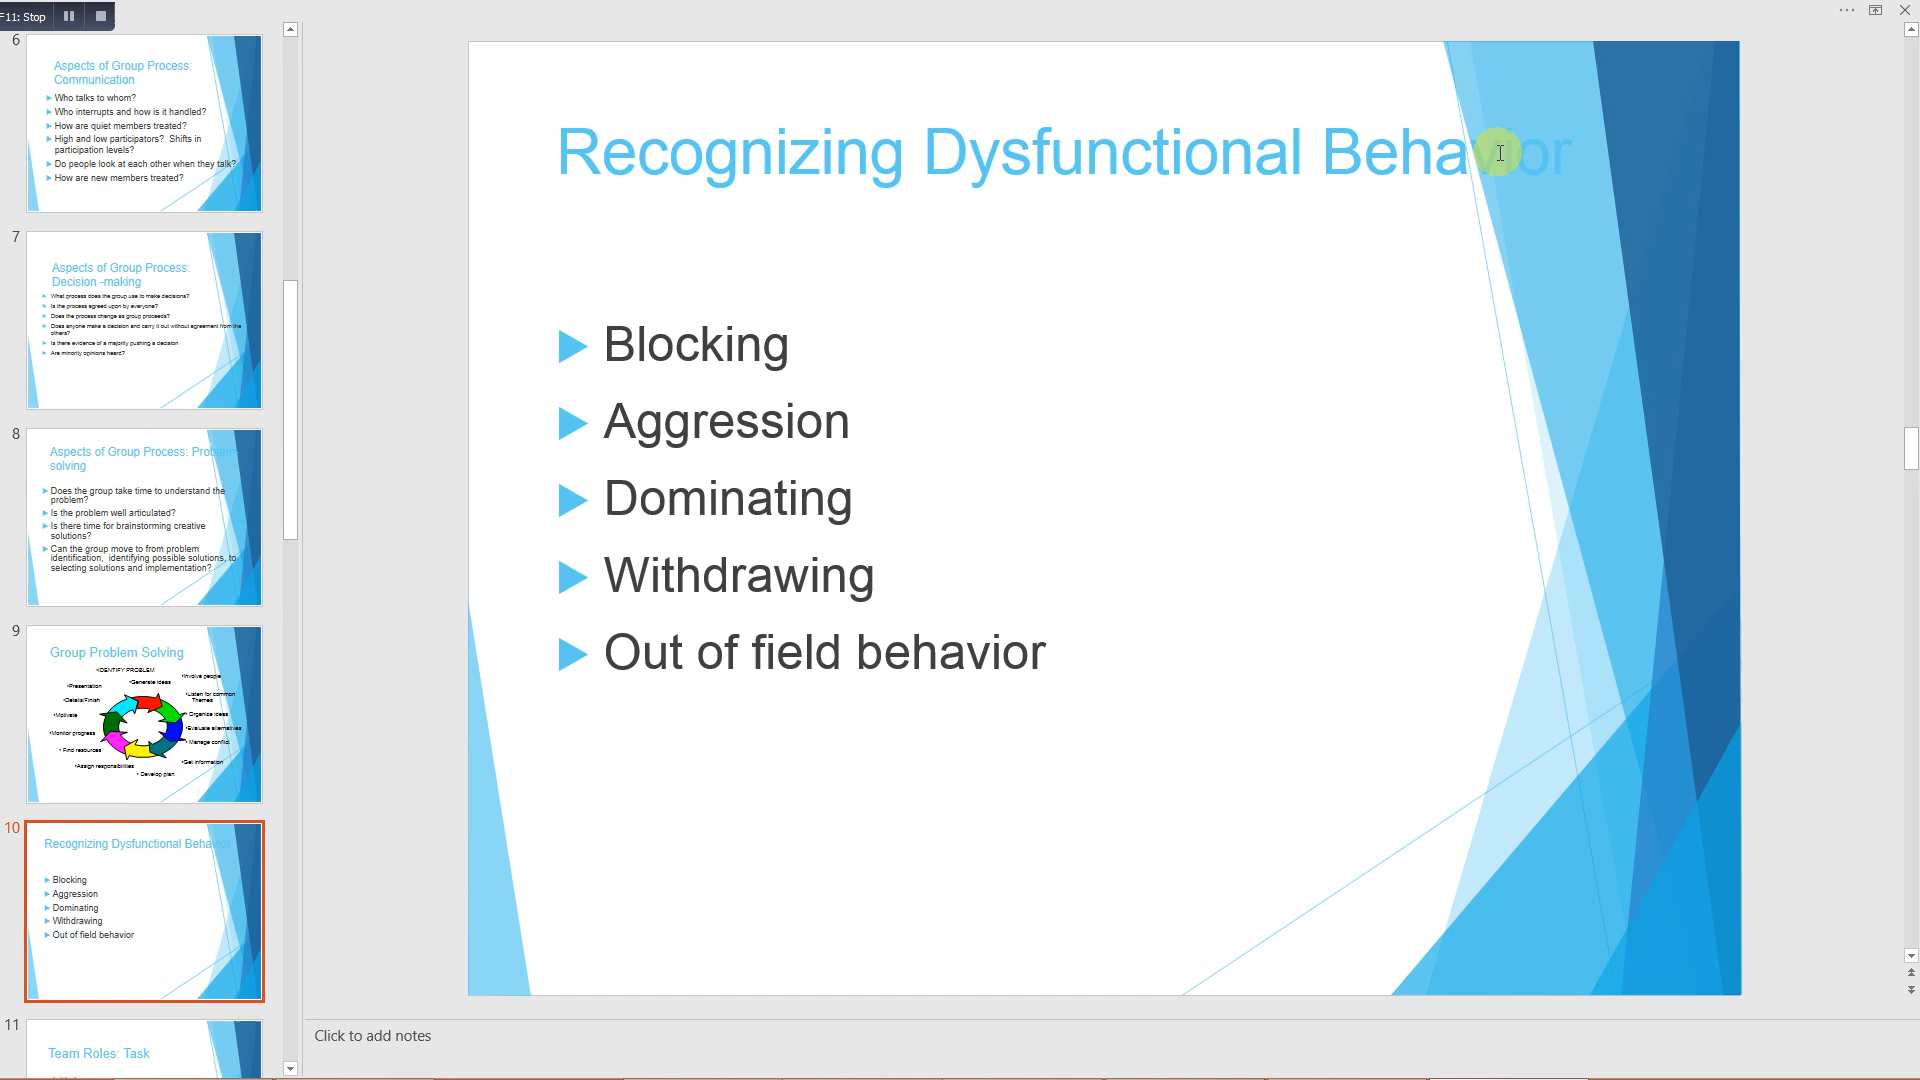 F11: Stop
6
Aspects of Group Process:
Communication
Who talks to whom?
Who interrupts and how is it handled?
How are quiet members treated?
High and low participators?  Shifts in
participation levels?
Do people look at each other when they talk?
How are new members treated?
7
Aspects of Group Process:
Decision -making
What process does the group use to make decisions?
Is the process agreed upon by everyone?
Does the process change as group proceeds?
Does anyone make a decision and carry it out without agreement from the
others?
Is there evidence of a majority pushing a decision
Are minority opinions heard?
8
Aspects of Group Process: Problem
solving
Does the group take time to understand the
problem?
Is the problem well articulated?
Is there time for brainstorming creative
solutions?
Can the group move to from problem
identification,  identifying possible solutions, to
selecting solutions and implementation?
9
Group Problem Solving
•IDENTIFY PROBLEM
•Generate ideas
•Involve people
•Listen for common
Themes
• Organize ideas
•Evaluate alternatives
• Manage conflict
•Get information
• Develop plan
•Assign responsibilities
• Find resources
•Monitor progress
•Motivate
•Details/Finish
•Presentation
10
Recognizing Dysfunctional Behavior
Blocking
Aggression
Dominating
Withdrawing
Out of field behavior
11
Team Roles: Task
Recognizing Dysfunctional Behavior
Blocking
Aggression
Dominating
Withdrawing
Out of field behavior
Click to add notes